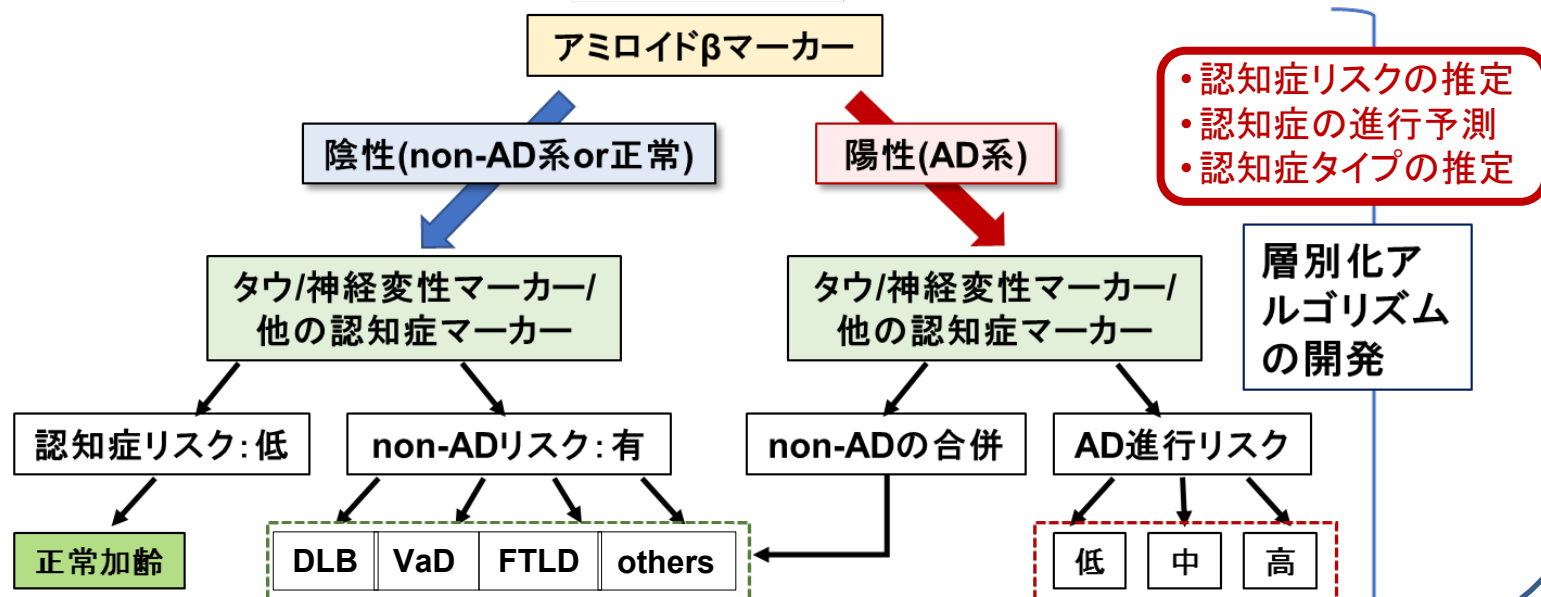 アミロイドβマーカー
・認知症リスクの推定
・認知症の進行予測
・認知症タイプの推定
陰性(non-AD系or正常)
陽性(AD系)
層別化ア
ルゴリズム
の開発
タウ/神経変性マーカー/
他の認知症マーカー
タウ/神経変性マーカー/
他の認知症マーカー
認知症リスク：低
non-ADリスク：有
non-ADの合併
AD進行リスク
正常加齢
DLB
VaD
FTLD
others
低
中
高